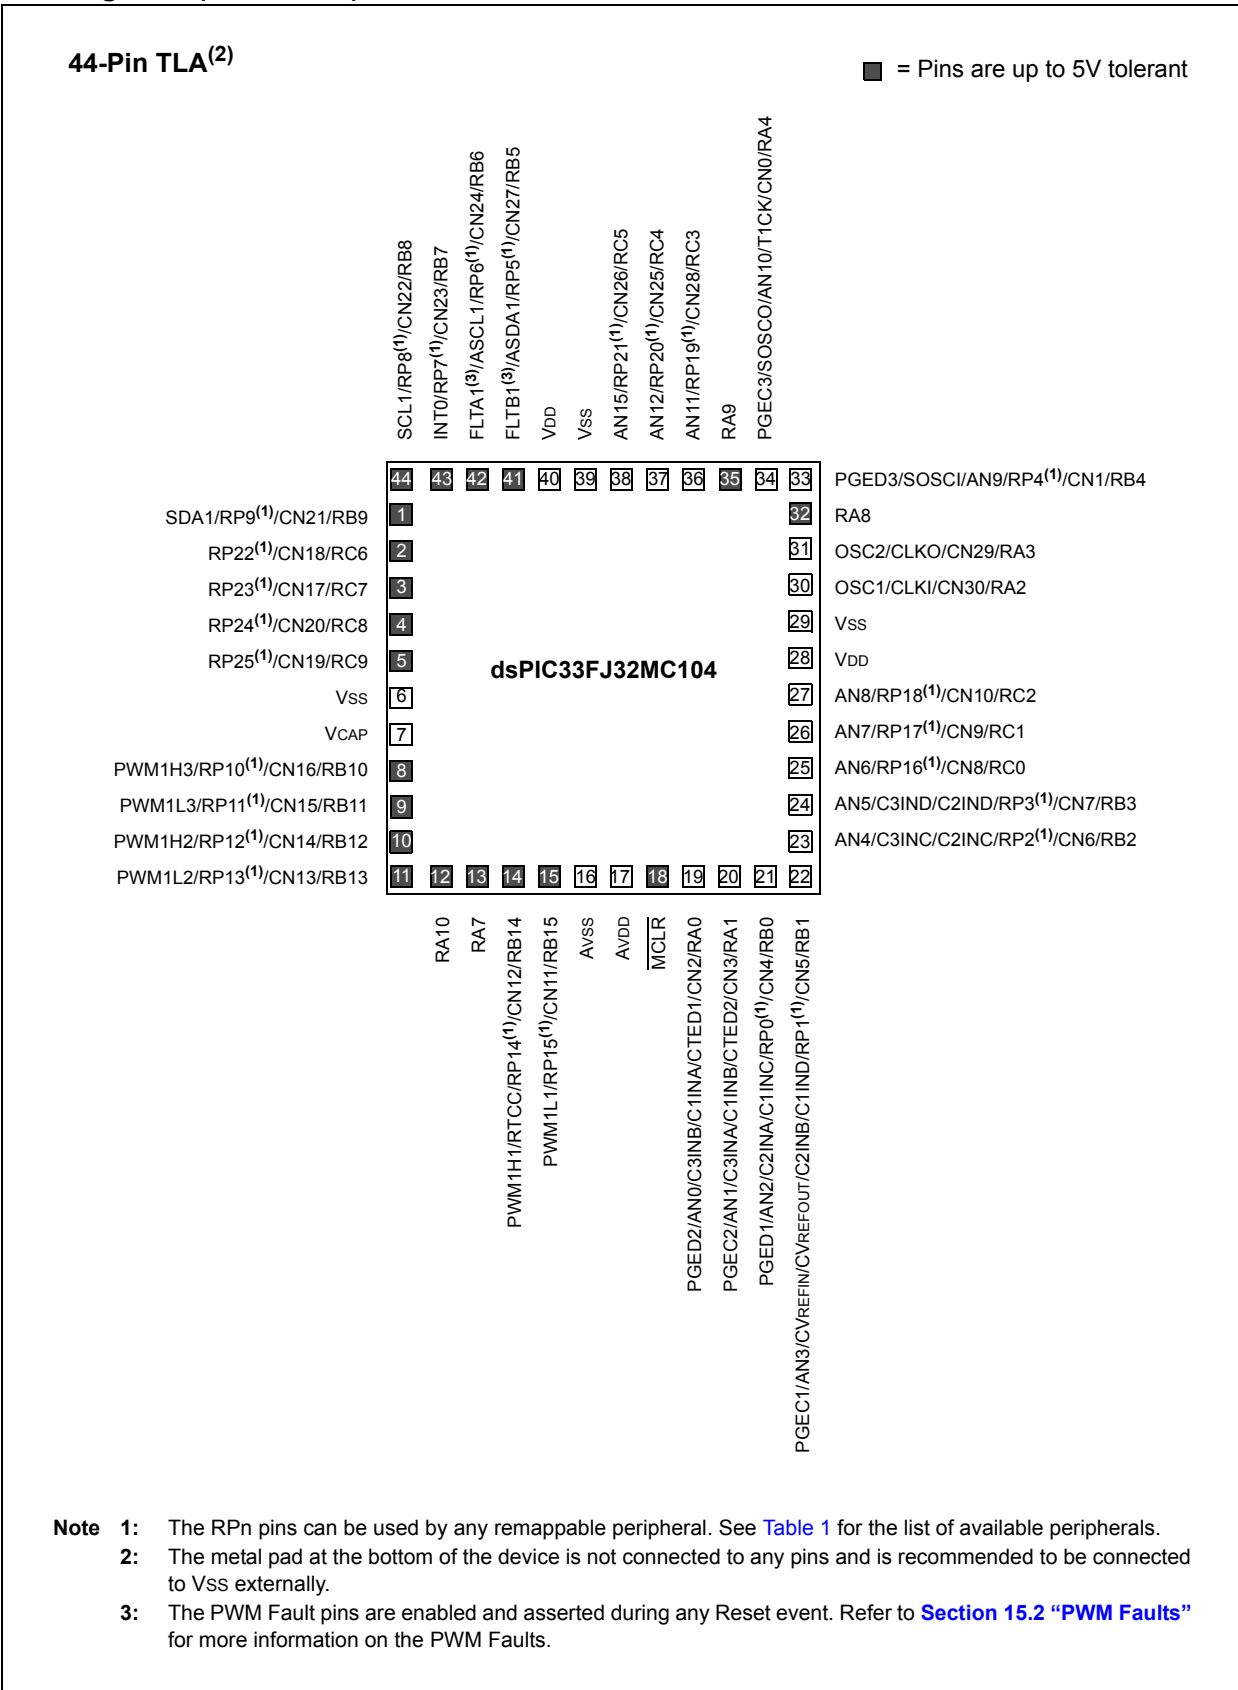 44-Pin TLA(2)
= Pins are up to 5V tolerant
SCL1/RP8(1)/CN22/RB8
INT0/RP7(1)/CN23/RB7
FLTA1(3)/ASCL1/RP6(1)/CN24/RB6
FLTB1(3)/ASDA1/RP5(1)/CN27/RB5
VDD
VSS
AN15/RP21(1)/CN26/RC5
AN12/RP20(1)/CN25/RC4
AN11/RP19(1)/CN28/RC3
RA9
PGEC3/SOSCO/AN10/T1CK/CN0/RA4
44 43 42 41 40 39 38 37 36 35 34 33 PGED3/SOSCI/AN9/RP4(1)/CN1/RB4
SDA1/RP9(1)/CN21/RB9 1 32 RA8
RP22(1)/CN18/RC6 2 31 OSC2/CLKO/CN29/RA3
RP23(1)/CN17/RC7 3 30 OSC1/CLKI/CN30/RA2
RP24(1)/CN20/RC8 4 29 VSS
RP25(1)/CN19/RC9 5 28 VDD
dsPIC33FJ32MC104
VSS 6 27 AN8/RP18(1)/CN10/RC2
VCAP 7 26 AN7/RP17(1)/CN9/RC1
PWM1H3/RP10(1)/CN16/RB10 8 25 AN6/RP16(1)/CN8/RC0
PWM1L3/RP11(1)/CN15/RB11 9 24 AN5/C3IND/C2IND/RP3(1)/CN7/RB3
PWM1H2/RP12(1)/CN14/RB12 10 23 AN4/C3INC/C2INC/RP2(1)/CN6/RB2
PWM1L2/RP13(1)/CN13/RB13 11 12 13 14 15 16 17 18 19 20 21 22
RA10
RA7
PWM1H1/RTCC/RP14(1)/CN12/RB14
PWM1L1/RP15(1)/CN11/RB15
AVSS
AVDD
MCLR
PGED2/AN0/C3INB/C1INA/CTED1/CN2/RA0
PGEC2/AN1/C3INA/C1INB/CTED2/CN3/RA1
PGED1/AN2/C2INA/C1INC/RP0(1)/CN4/RB0
PGEC1/AN3/CVREFIN/CVREFOUT/C2INB/C1IND/RP1(1)/CN5/RB1
Note 1: The RPn pins can be used by any remappable peripheral. See Table 1 for the list of available peripherals.
2: The metal pad at the bottom of the device is not connected to any pins and is recommended to be connected
to VSS externally.
3: The PWM Fault pins are enabled and asserted during any Reset event. Refer to Section 15.2 “PWM Faults”
for more information on the PWM Faults.